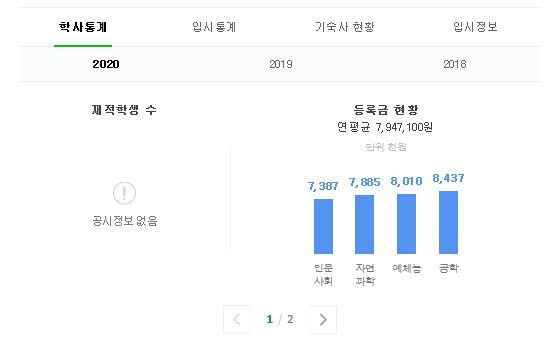 학사통계 입시통계 기숙사 현황 입시정보
2020 2019 2018
재적학생 수
공시정보 없음
등록금 현황
연평균 7,947,100원
단위 천원
7,387 7,885 8,010 8,437
인문 자연 예체능 공학
사회 과학
1 / 2